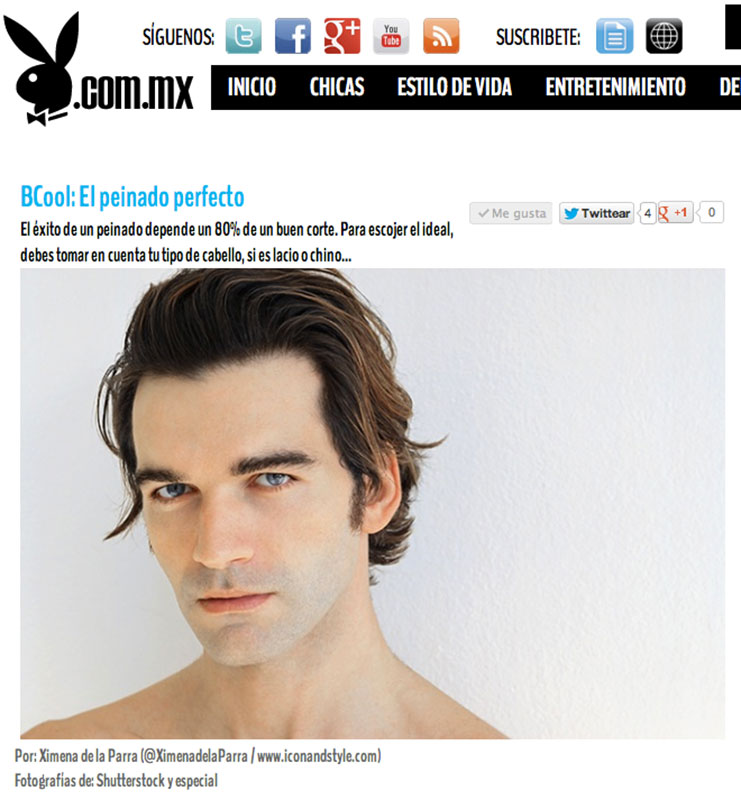 SÍGUENOS:
You
Tube
SUSCRIBETE:
.com.mx
INICIO CHICAS ESTILO DE VIDA ENTRETENIMIENTO DE
BCool: El peinado perfecto
El éxito de un peinado depende un 80% de un buen corte. Para escojer el ideal,
debes tomar en cuenta tu tipo de cabello, si es lacio o chino...
Me gusta Twittear 4 +1 0
Por: Ximena de la Parra (@XimenadelaParra / www.iconandstyle.com)
Fotografías de: Shutterstock y especial